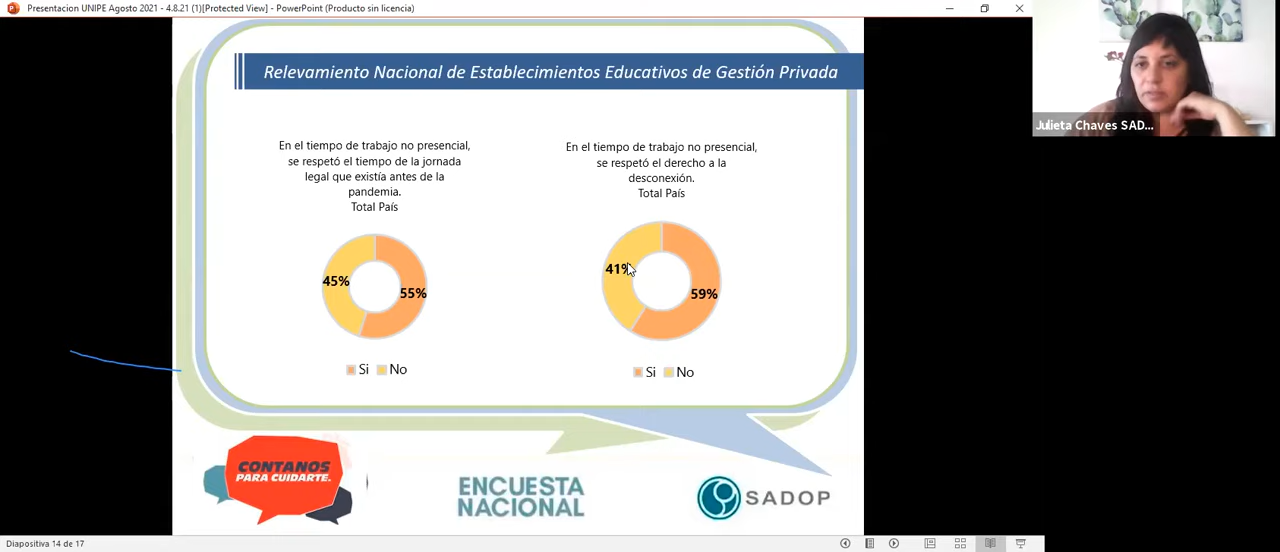 Presentacion UNIPE Agosto 2021 - 4.8.21 (1)[Protected View] - PowerPoint (Producto sin licencia)
Relevamiento Nacional de Establecimientos Educativos de Gestión Privada
En el tiempo de trabajo no presencial,
se respetó el tiempo de la jornada
legal que existía antes de la
pandemia.
Total País
45%
55%
Si No
En el tiempo de trabajo no presencial,
se respetó el derecho a la
desconexión.
Total País
41%
59%
Si No
CONTANOS
PARA CUIDARTE.
ENCUESTA
NACIONAL
SADOP
Julieta Chaves SAD...
Diapositiva 14 de 17